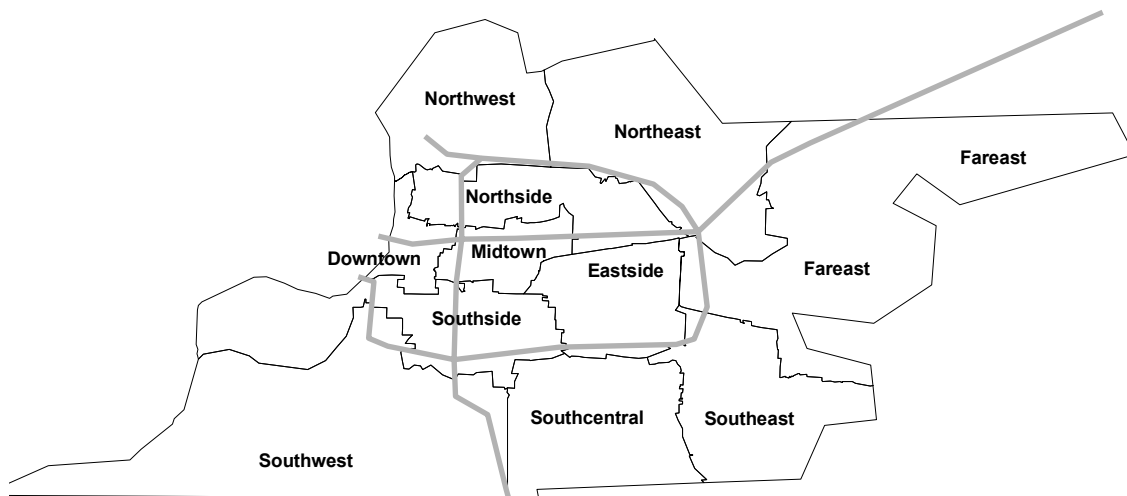 Northwest
Northeast
Fareast
Northside
Downtown
Midtown
Eastside
Fareast
Southside
Southcentral
Southeast
Southwest